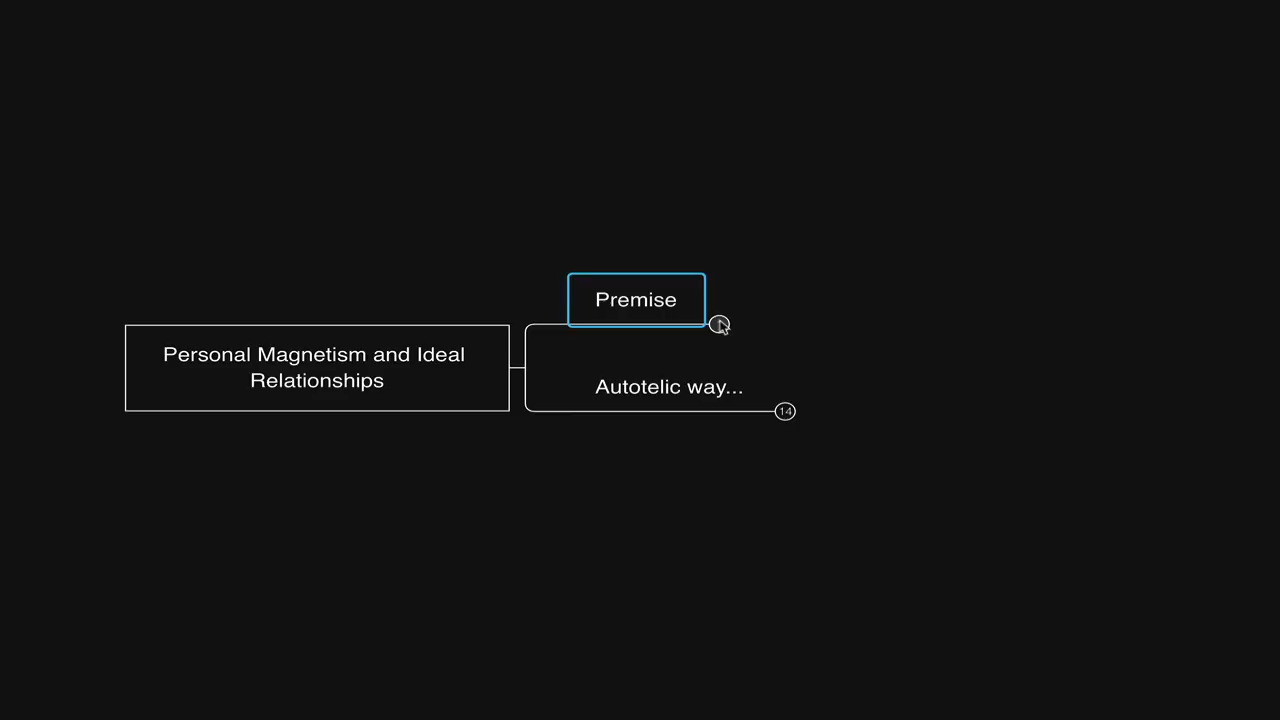 Premise
Personal Magnetism and Ideal
Relationships
Autotelic way...
14